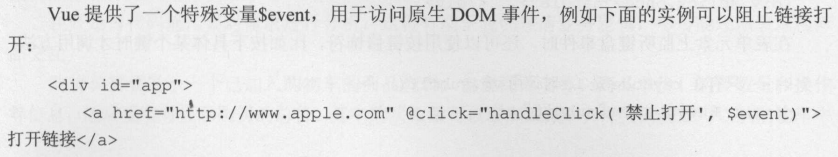 Vue 提供了一个特殊变量$event，用于访问原生 DOM 事件，例如下面的实例可以阻止链接打
开：
<div id="app">
<a href="http://www.apple.com" @click="handleClick('禁止打开', $event)">
打开链接</a>